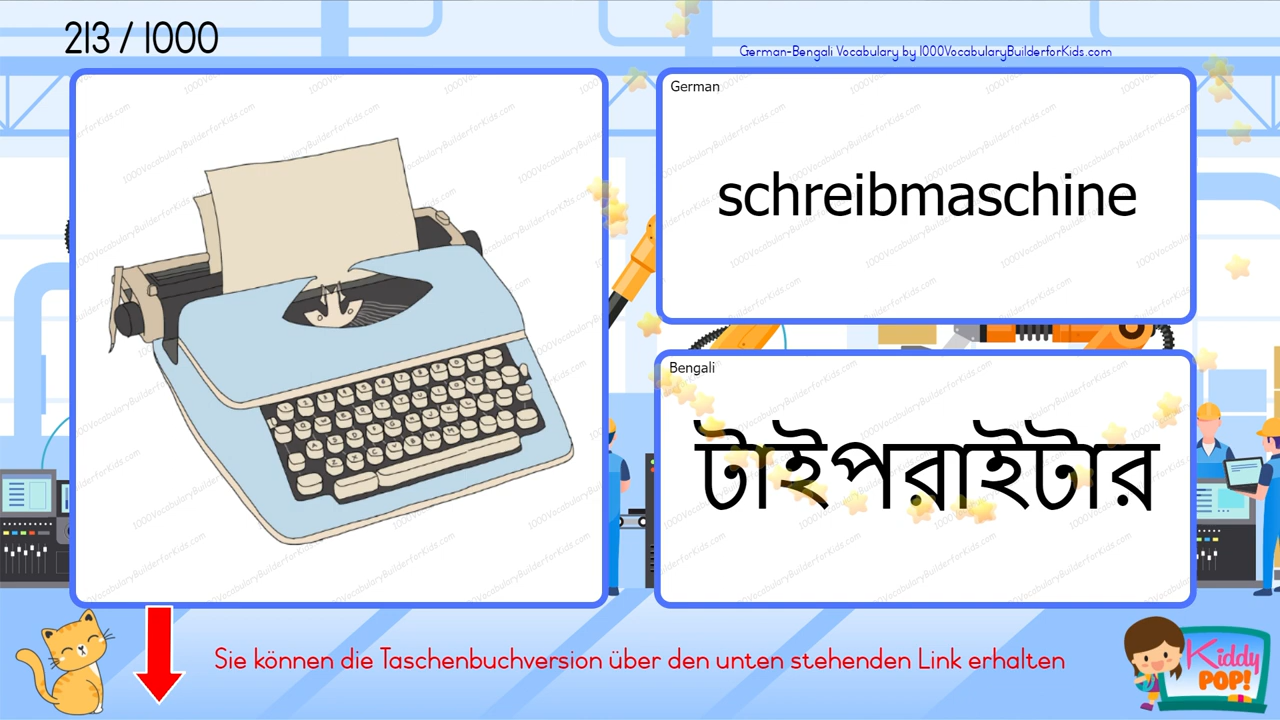 213 / 1000
German-Bengali Vocabulary by 1000VocabularyBuilderforKids.com
German
schreibmaschine
Bengali
টাইপরাইটার
Sie können die Taschenbuchversion über den unten stehenden Link erhalten
Kiddy
POP!